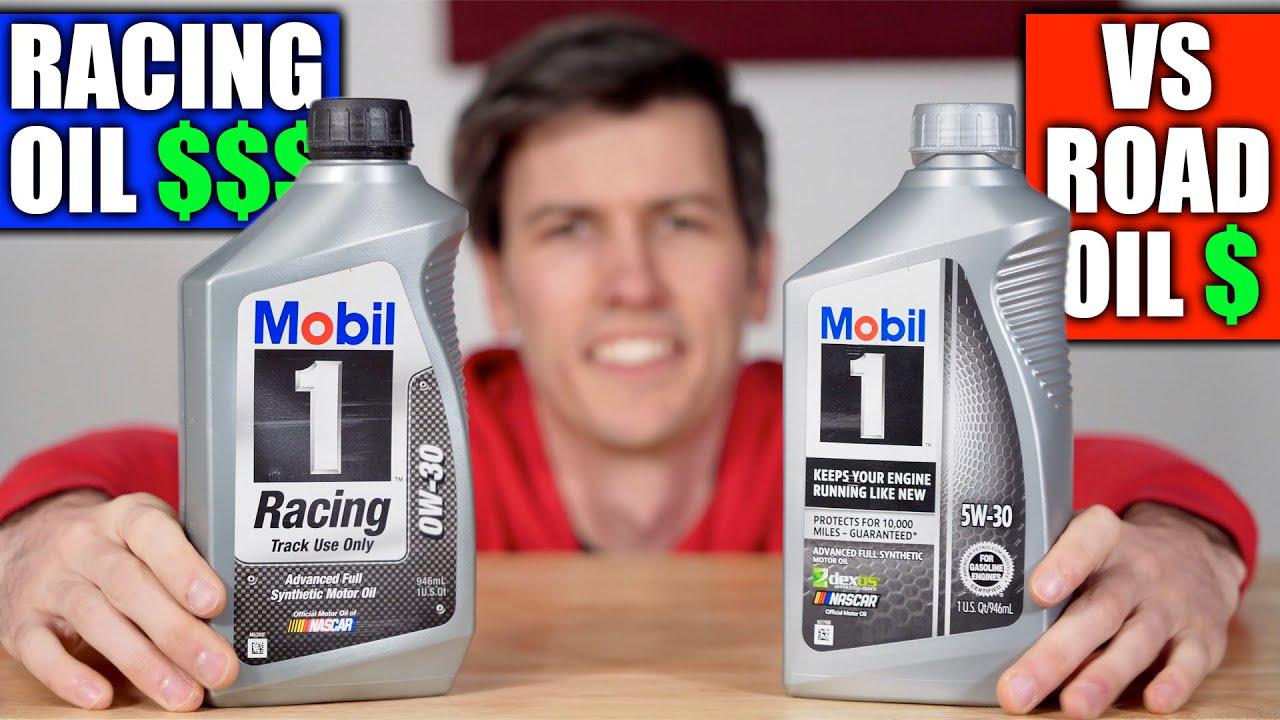 RACING
OIL $$$
VS
ROAD
OIL $
Mobil
1
™
Racing
Track Use Only
0W-30
Advanced Full
Synthetic Motor Oil
946mL
1U.S.Qt
Official Motor Oil of
NASCAR
Mobil
1
™
KEEPS YOUR ENGINE
RUNNING LIKE NEW
PROTECTS FOR 10,000
MILES – GUARANTEED*
ADVANCED FULL SYNTHETIC
MOTOR OIL
dexos
NASCAR
Official Motor Oil
5W-30
FOR
GASOLINE
ENGINES
1 U.S. Qt/946mL